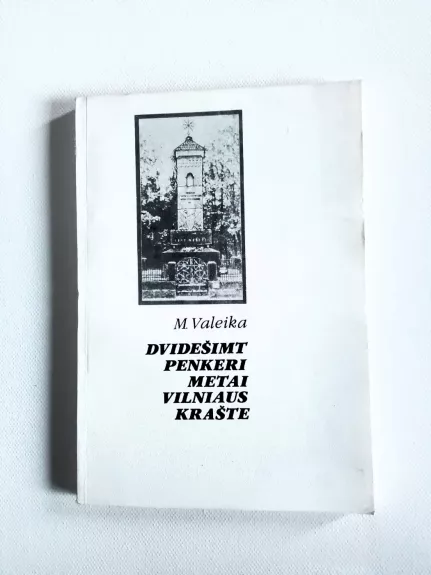 M. Valeika
DVIDEŠIMT
PENKERI
METAI
VILNIAUS
KRAŠTE